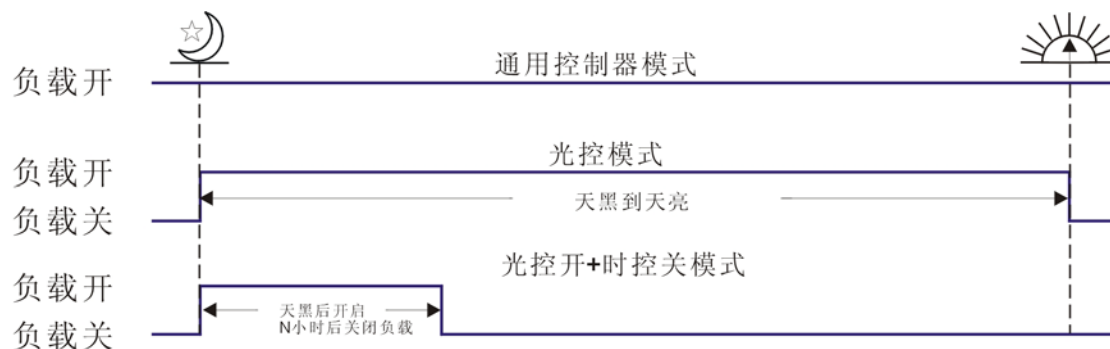 通用控制器模式
负载开
光控模式
负载开
天黑到天亮
负载关
光控开+时控关模式
负载开
天黑后开启
N小时后关闭负载
负载关